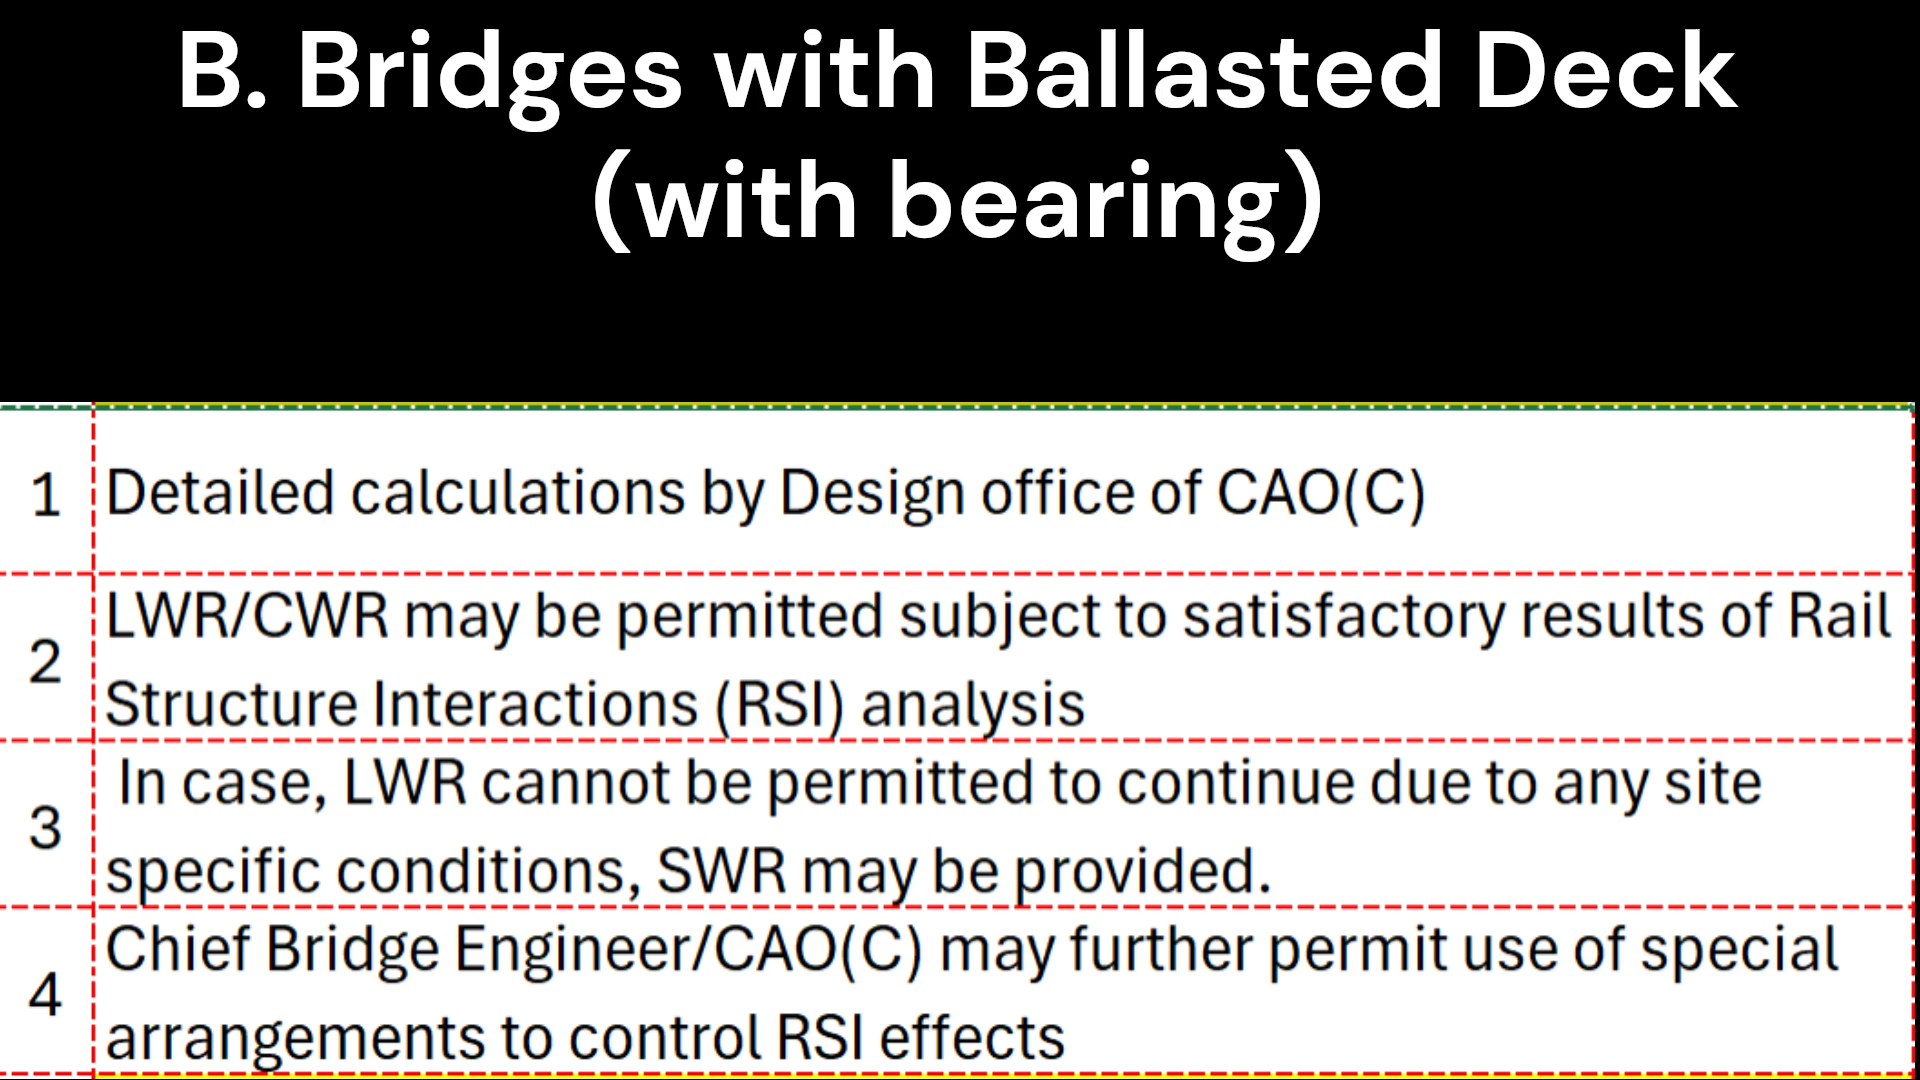 B. Bridges with Ballasted Deck
(with bearing)
1 Detailed calculations by Design office of CAO(C)
2 LWR/CWR may be permitted subject to satisfactory results of Rail
Structure Interactions (RSI) analysis
3 In case, LWR cannot be permitted to continue due to any site
specific conditions, SWR may be provided.
4 Chief Bridge Engineer/CAO(C) may further permit use of special
arrangements to control RSI effects